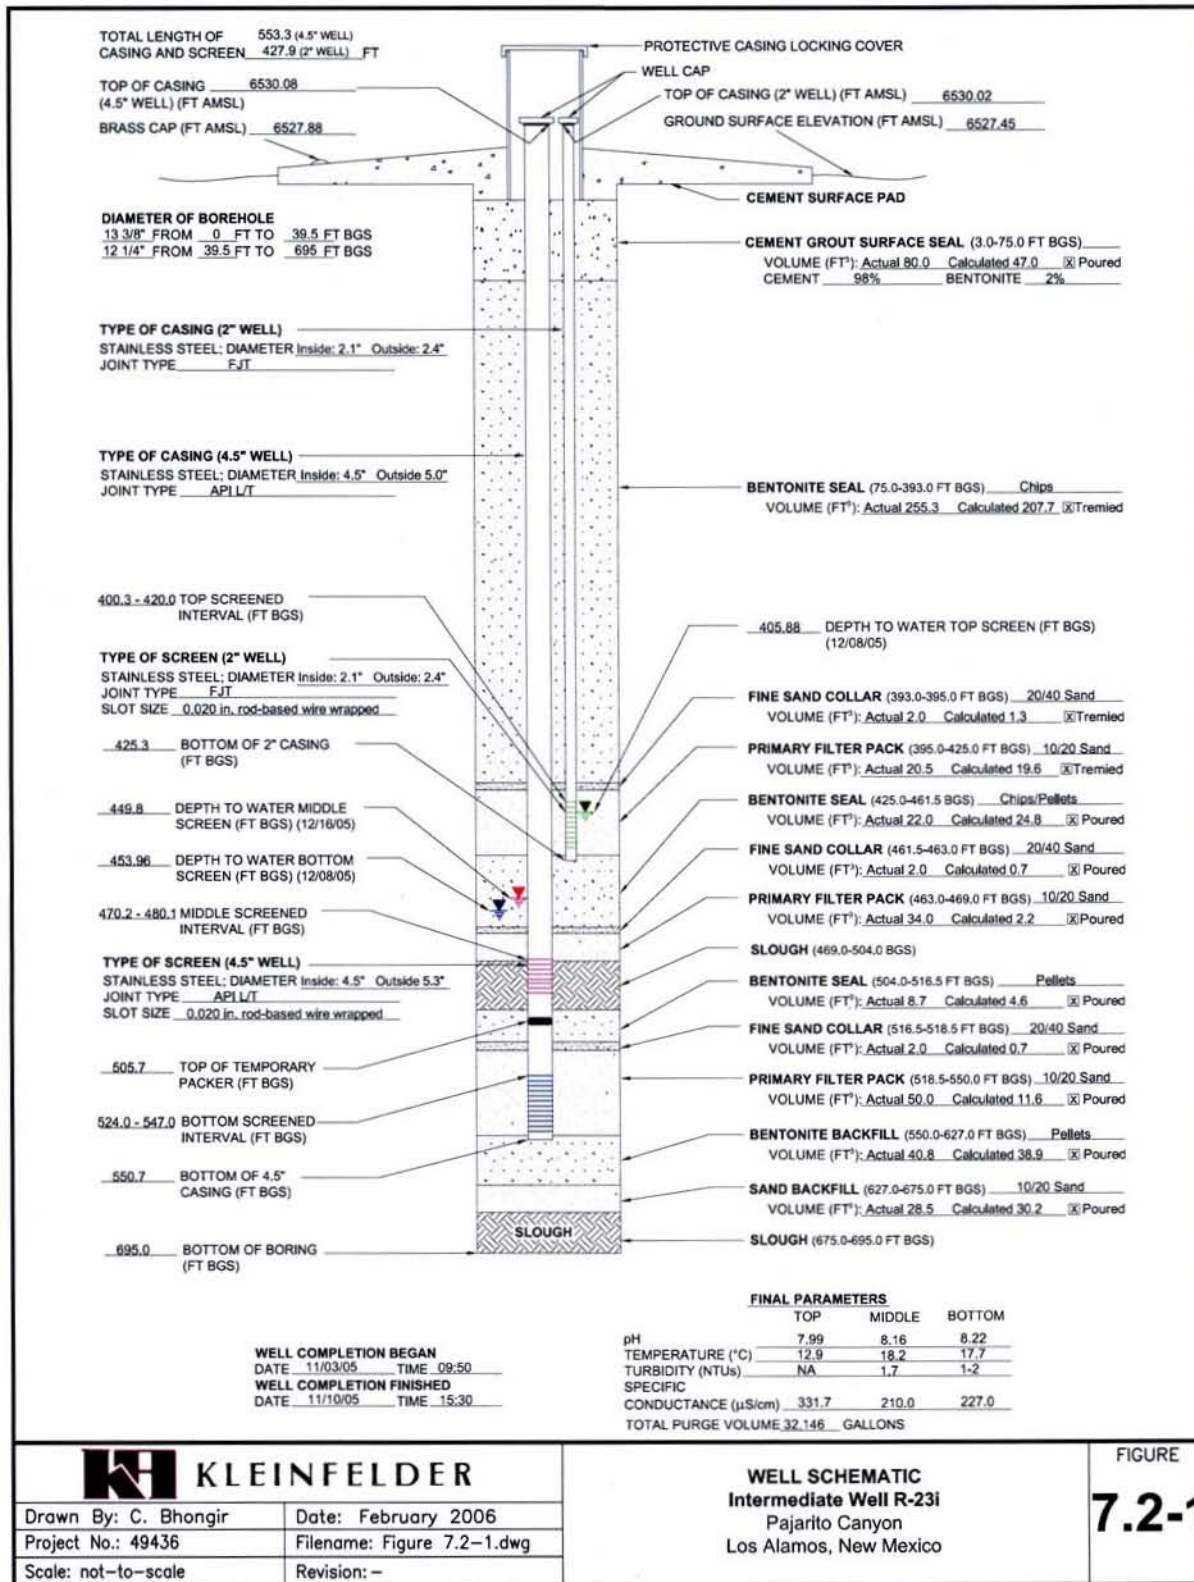 TOTAL LENGTH OF 553.3 (4.5" WELL)
CASING AND SCREEN 427.9 (2" WELL) FT
TOP OF CASING 6530.08
(4.5" WELL) (FT AMSL)
BRASS CAP (FT AMSL) 6527.88
PROTECTIVE CASING LOCKING COVER
WELL CAP
TOP OF CASING (2" WELL) (FT AMSL) 6530.02
GROUND SURFACE ELEVATION (FT AMSL) 6527.45
CEMENT SURFACE PAD
DIAMETER OF BOREHOLE
13 3/8" FROM 0 FT TO 39.5 FT BGS
12 1/4" FROM 39.5 FT TO 695 FT BGS
CEMENT GROUT SURFACE SEAL (3.0-75.0 FT BGS)
VOLUME (FT³): Actual 80.0 Calculated 47.0 ☒ Poured
CEMENT 98% BENTONITE 2%
TYPE OF CASING (2" WELL)
STAINLESS STEEL; DIAMETER Inside: 2.1" Outside: 2.4"
JOINT TYPE FJT
TYPE OF CASING (4.5" WELL)
STAINLESS STEEL; DIAMETER Inside: 4.5" Outside 5.0"
JOINT TYPE API L/T
BENTONITE SEAL (75.0-393.0 FT BGS) Chips
VOLUME (FT³): Actual 255.3 Calculated 207.7 ☒ Tremied
400.3 - 420.0 TOP SCREENED
INTERVAL (FT BGS)
405.88 DEPTH TO WATER TOP SCREEN (FT BGS)
(12/08/05)
TYPE OF SCREEN (2" WELL)
STAINLESS STEEL; DIAMETER Inside: 2.1" Outside: 2.4"
JOINT TYPE FJT
SLOT SIZE 0.020 in. rod-based wire wrapped
FINE SAND COLLAR (393.0-395.0 FT BGS) 20/40 Sand
VOLUME (FT³): Actual 2.0 Calculated 1.3 ☒ Tremied
425.3 BOTTOM OF 2" CASING
(FT BGS)
PRIMARY FILTER PACK (395.0-425.0 FT BGS) 10/20 Sand
VOLUME (FT³): Actual 20.5 Calculated 19.6 ☒ Tremied
449.8 DEPTH TO WATER MIDDLE
SCREEN (FT BGS) (12/16/05)
BENTONITE SEAL (425.0-461.5 BGS) Chips/Pellets
VOLUME (FT³): Actual 22.0 Calculated 24.8 ☒ Poured
453.96 DEPTH TO WATER BOTTOM
SCREEN (FT BGS) (12/08/05)
FINE SAND COLLAR (461.5-463.0 FT BGS) 20/40 Sand
VOLUME (FT³): Actual 2.0 Calculated 0.7 ☒ Poured
470.2 - 480.1 MIDDLE SCREENED
INTERVAL (FT BGS)
PRIMARY FILTER PACK (463.0-469.0 FT BGS) 10/20 Sand
VOLUME (FT³): Actual 34.0 Calculated 2.2 ☒ Poured
SLOUGH (469.0-504.0 BGS)
TYPE OF SCREEN (4.5" WELL)
STAINLESS STEEL; DIAMETER Inside: 4.5" Outside 5.3"
JOINT TYPE API L/T
SLOT SIZE 0.020 in. rod-based wire wrapped
BENTONITE SEAL (504.0-516.5 FT BGS) Pellets
VOLUME (FT³): Actual 8.7 Calculated 4.6 ☒ Poured
FINE SAND COLLAR (516.5-518.5 FT BGS) 20/40 Sand
VOLUME (FT³): Actual 2.0 Calculated 0.7 ☒ Poured
505.7 TOP OF TEMPORARY
PACKER (FT BGS)
PRIMARY FILTER PACK (518.5-550.0 FT BGS) 10/20 Sand
VOLUME (FT³): Actual 50.0 Calculated 11.6 ☒ Poured
524.0 - 547.0 BOTTOM SCREENED
INTERVAL (FT BGS)
BENTONITE BACKFILL (550.0-627.0 FT BGS) Pellets
VOLUME (FT³): Actual 40.8 Calculated 38.9 ☒ Poured
550.7 BOTTOM OF 4.5"
CASING (FT BGS)
SAND BACKFILL (627.0-675.0 FT BGS) 10/20 Sand
VOLUME (FT³): Actual 28.5 Calculated 30.2 ☒ Poured
SLOUGH
695.0 BOTTOM OF BORING
(FT BGS)
SLOUGH (675.0-695.0 FT BGS)
FINAL PARAMETERS
TOP MIDDLE BOTTOM
pH 7.99 8.16 8.22
TEMPERATURE (°C) 12.9 18.2 17.7
TURBIDITY (NTUs) NA 1.7 1-2
SPECIFIC
CONDUCTANCE (µS/cm) 331.7 210.0 227.0
TOTAL PURGE VOLUME 32,146 GALLONS
WELL COMPLETION BEGAN
DATE 11/03/05 TIME 09:50
WELL COMPLETION FINISHED
DATE 11/10/05 TIME 15:30
KLEINFELDER
Drawn By: C. Bhongir Date: February 2006
Project No.: 49436 Filename: Figure 7.2-1.dwg
Scale: not-to-scale Revision: -
WELL SCHEMATIC
Intermediate Well R-23i
Pajarito Canyon
Los Alamos, New Mexico
FIGURE
7.2-1